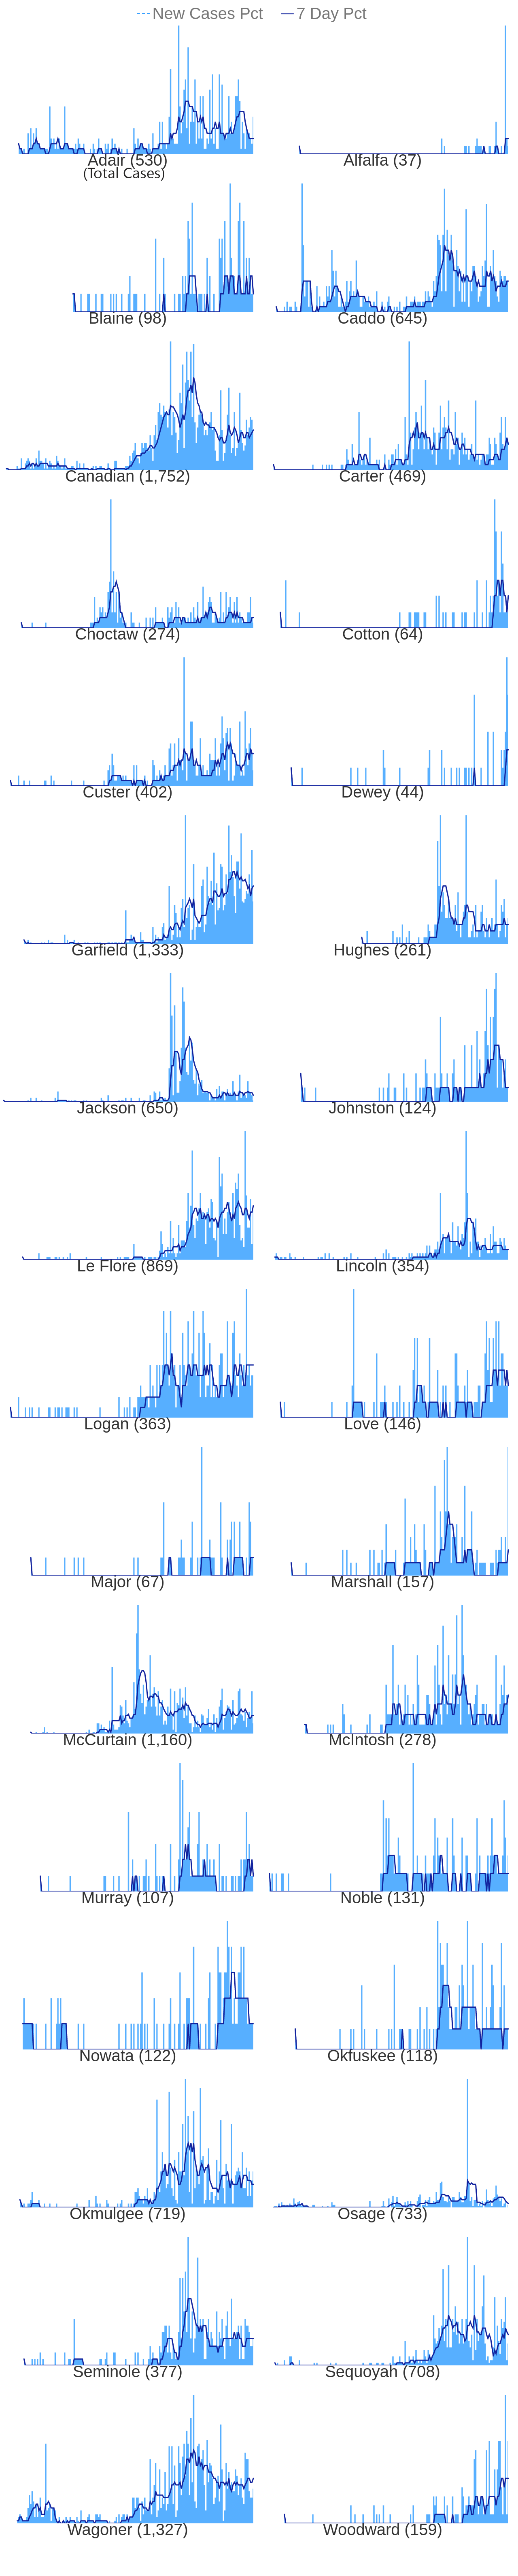 New Cases Pct 7 Day Pct
Adair (530) Alfalfa (37)
(Total Cases)
Blaine (98) Caddo (645)
Canadian (1,752) Carter (469)
Choctaw (274) Cotton (64)
Custer (402) Dewey (44)
Garfield (1,333) Hughes (261)
Jackson (650) Johnston (124)
Le Flore (869) Lincoln (354)
Logan (363) Love (146)
Major (67) Marshall (157)
McCurtain (1,160) McIntosh (278)
Murray (107) Noble (131)
Nowata (122) Okfuskee (118)
Okmulgee (719) Osage (733)
Seminole (377) Sequoyah (708)
Wagoner (1,327) Woodward (159)